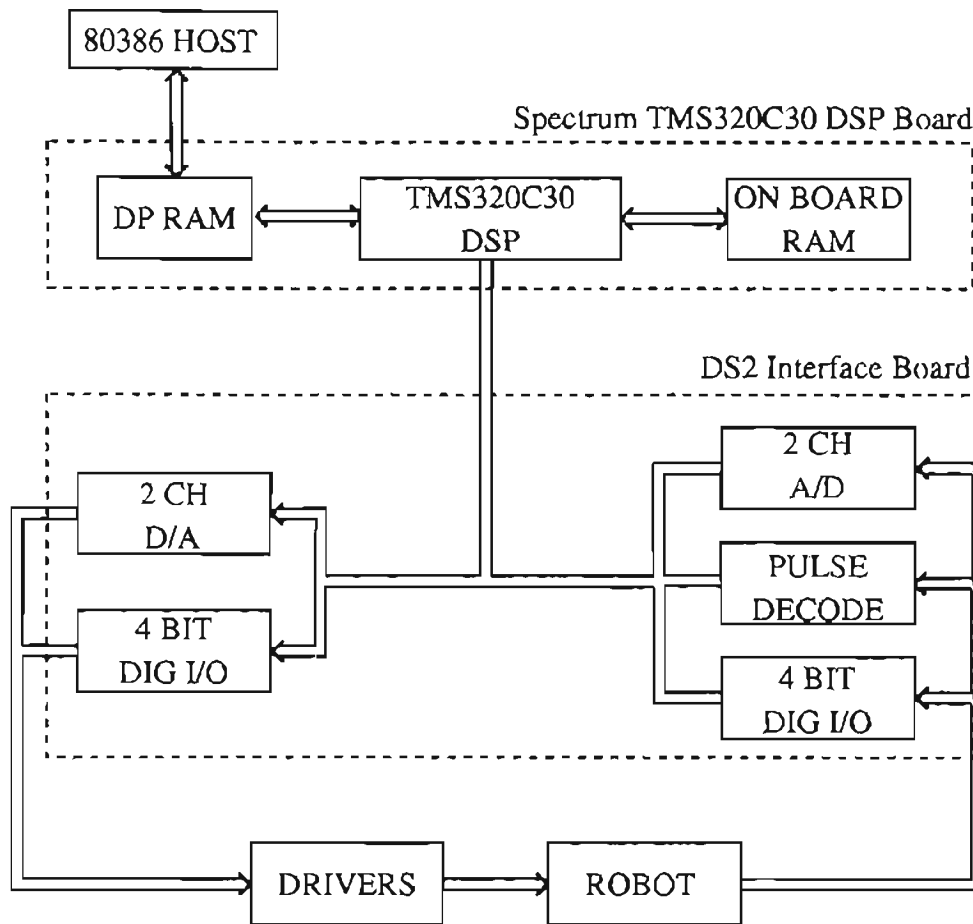 80386 HOST
Spectrum TMS320C30 DSP Board
DP RAM
TMS320C30
DSP
ON BOARD
RAM
DS2 Interface Board
2 CH
D/A
4 BIT
DIG I/O
2 CH
A/D
PULSE
DECODE
4 BIT
DIG I/O
DRIVERS
ROBOT